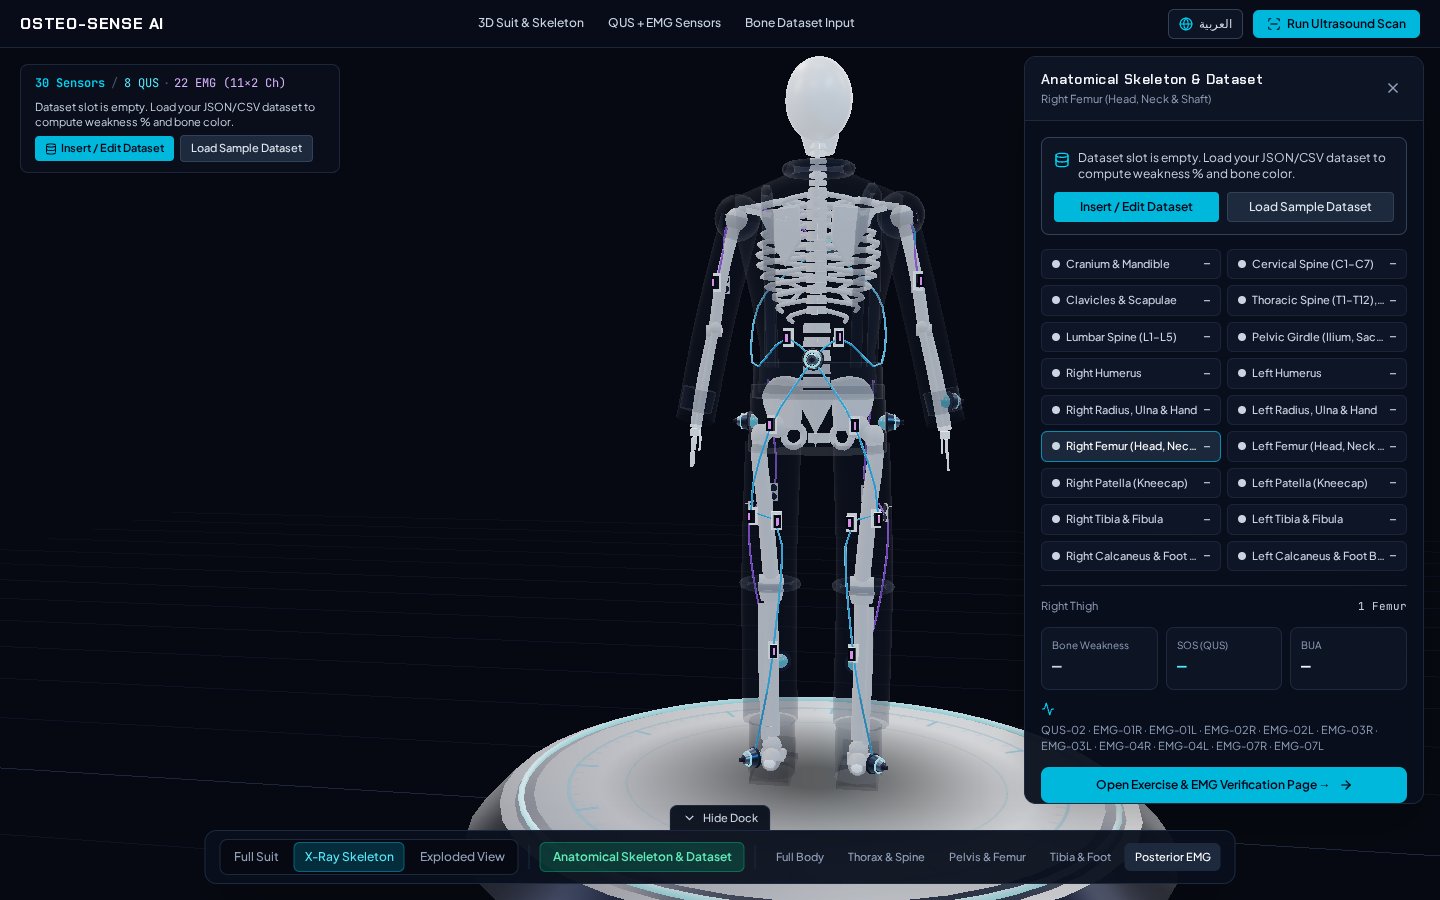 OSTEO-SENSE AI
3D Suit & Skeleton
QUS + EMG Sensors
Bone Dataset Input
العربية
Run Ultrasound Scan
30 Sensors / 8 QUS · 22 EMG (11×2 Ch)
Dataset slot is empty. Load your JSON/CSV dataset to
compute weakness % and bone color.
Insert / Edit Dataset
Load Sample Dataset
Anatomical Skeleton & Dataset
Right Femur (Head, Neck & Shaft)
Dataset slot is empty. Load your JSON/CSV dataset to
compute weakness % and bone color.
Insert / Edit Dataset
Load Sample Dataset
Cranium & Mandible —
Cervical Spine (C1–C7) —
Clavicles & Scapulae —
Thoracic Spine (T1–T12),... —
Lumbar Spine (L1–L5) —
Pelvic Girdle (Ilium, Sac... —
Right Humerus —
Left Humerus —
Right Radius, Ulna & Hand —
Left Radius, Ulna & Hand —
Right Femur (Head, Nec... —
Left Femur (Head, Neck ... —
Right Patella (Kneecap) —
Left Patella (Kneecap) —
Right Tibia & Fibula —
Left Tibia & Fibula —
Right Calcaneus & Foot ... —
Left Calcaneus & Foot B... —
Right Thigh
1 Femur
Bone Weakness
—
SOS (QUS)
—
BUA
—
QUS-02 · EMG-01R · EMG-01L · EMG-02R · EMG-02L · EMG-03R ·
EMG-03L · EMG-04R · EMG-04L · EMG-07R · EMG-07L
Open Exercise & EMG Verification Page → →
Hide Dock
Full Suit
X-Ray Skeleton
Exploded View
Anatomical Skeleton & Dataset
Full Body
Thorax & Spine
Pelvis & Femur
Tibia & Foot
Posterior EMG